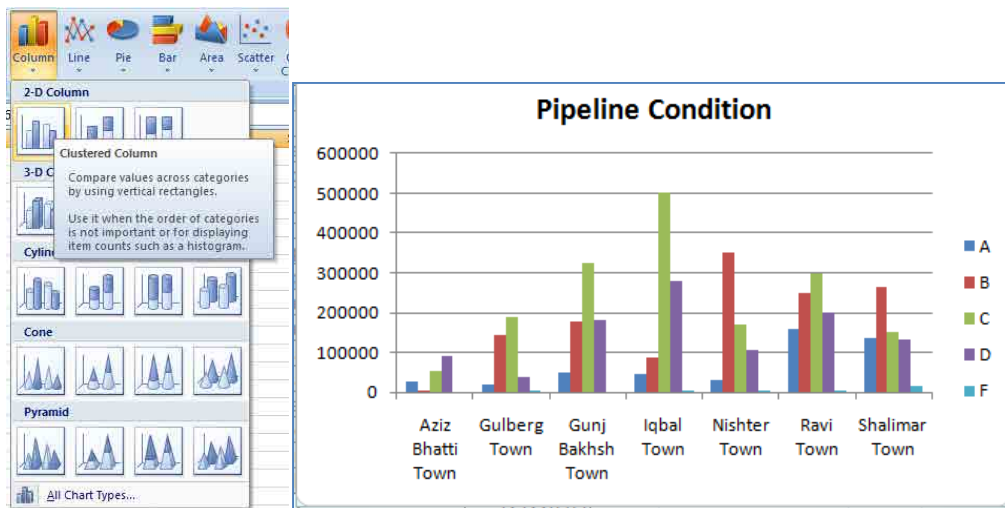 Column Line Pie Bar Area Scatter
2-D Column
Clustered Column
Compare values across categories
by using vertical rectangles.
Use it when the order of categories
is not important or for displaying
item counts such as a histogram.
3-D C
Cylin
Cone
Pyramid
All Chart Types...
Pipeline Condition
600000
500000
400000
300000
200000
100000
0
Aziz
Bhatti
Town
Gulberg
Town
Gunj
Bakhsh
Town
Iqbal
Town
Nishter
Town
Ravi
Town
Shalimar
Town
A
B
C
D
F